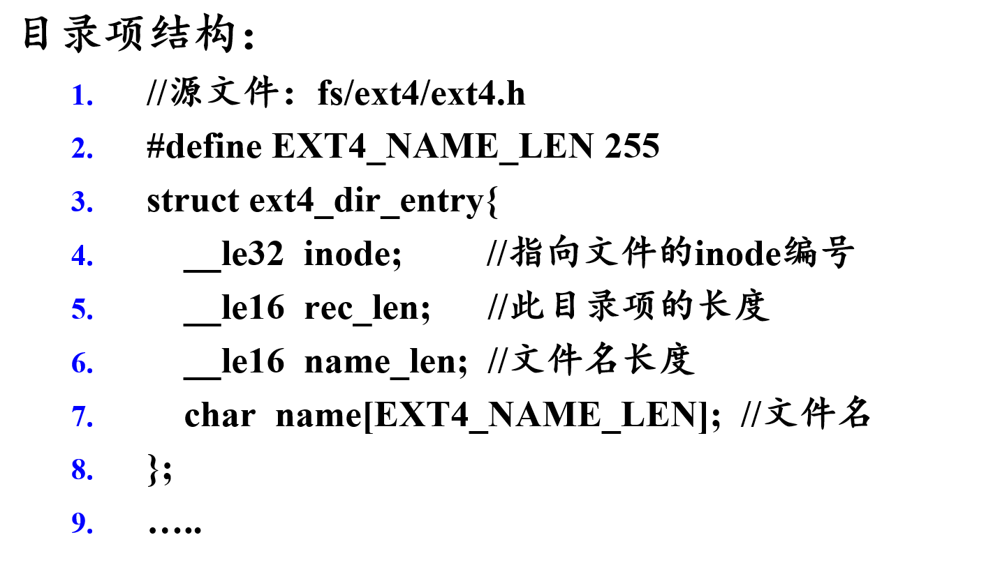 目录项结构：
1. //源文件：fs/ext4/ext4.h
2. #define EXT4_NAME_LEN 255
3. struct ext4_dir_entry{
4. __le32 inode; //指向文件的inode编号
5. __le16 rec_len; //此目录项的长度
6. __le16 name_len; //文件名长度
7. char name[EXT4_NAME_LEN]; //文件名
8. };
9. …..